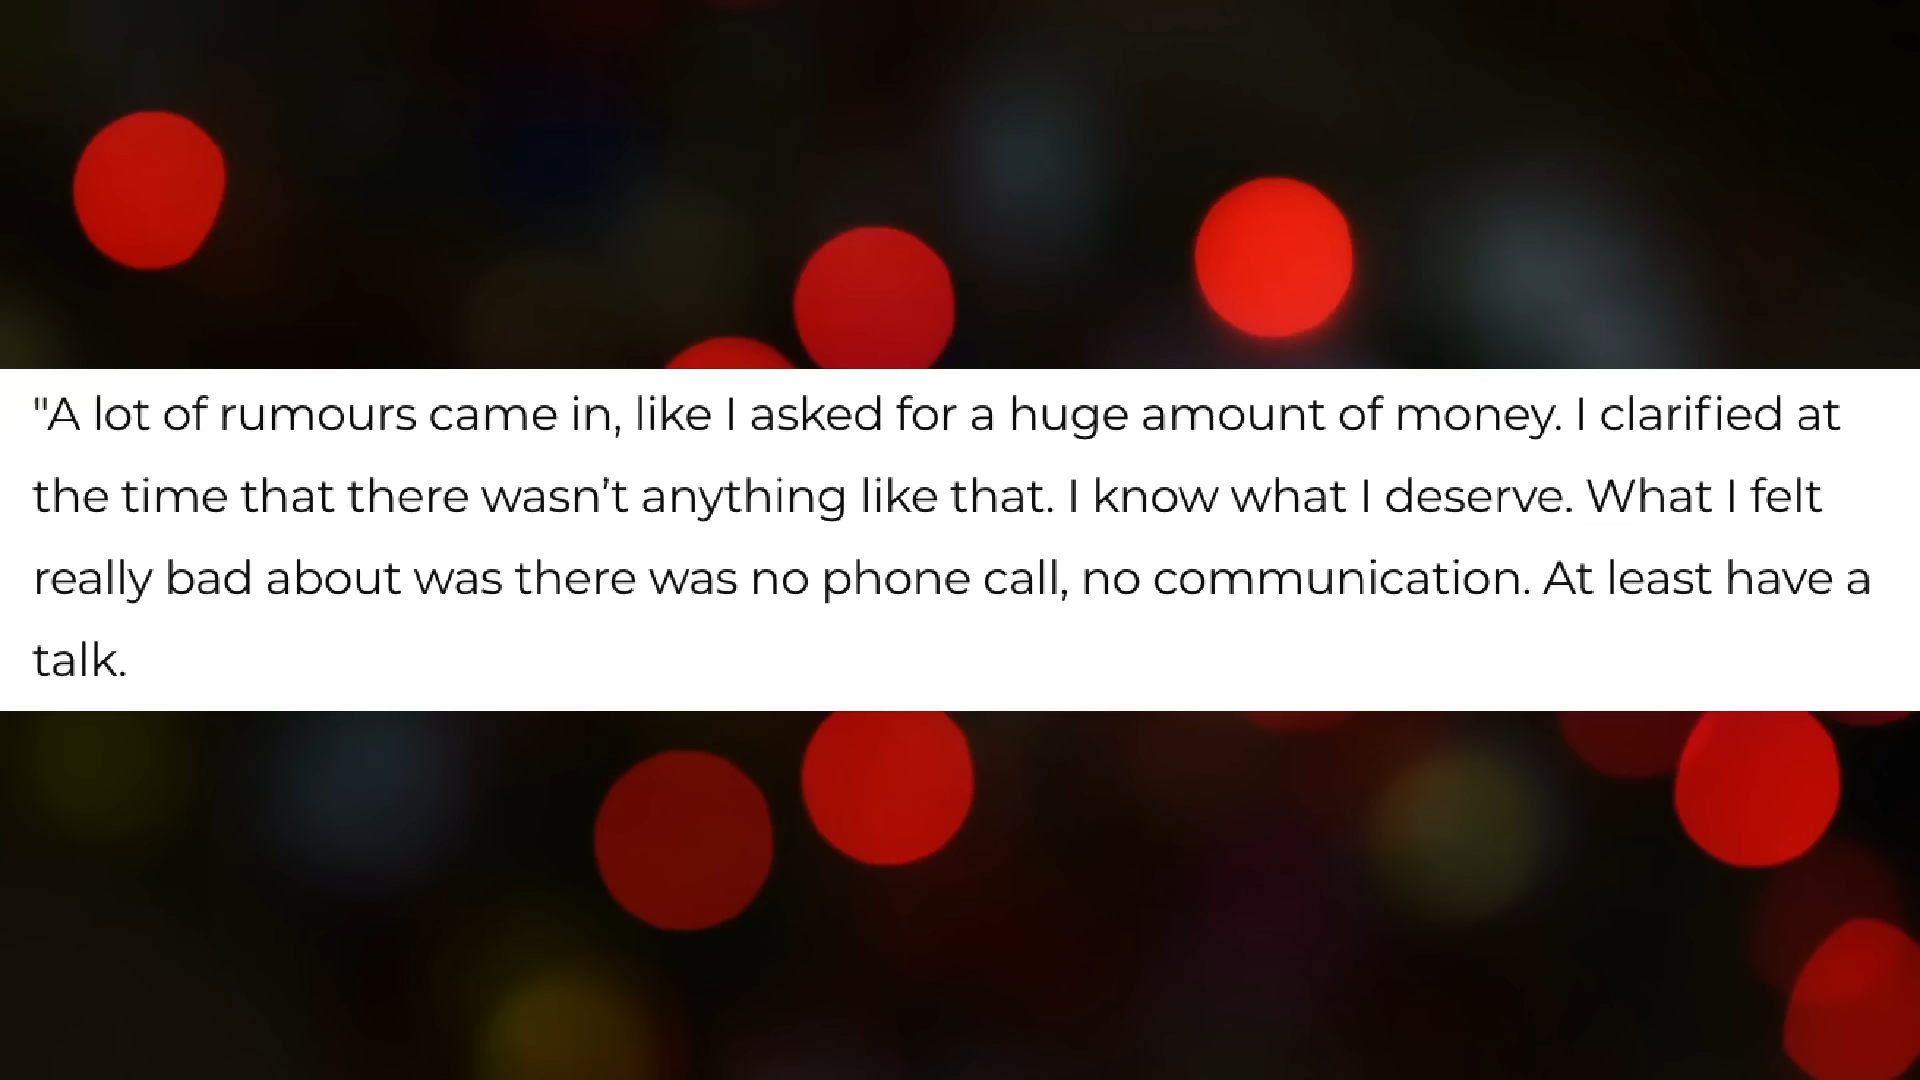 "A lot of rumours came in, like I asked for a huge amount of money. I clarified at
the time that there wasn’t anything like that. I know what I deserve. What I felt
really bad about was there was no phone call, no communication. At least have a
talk.